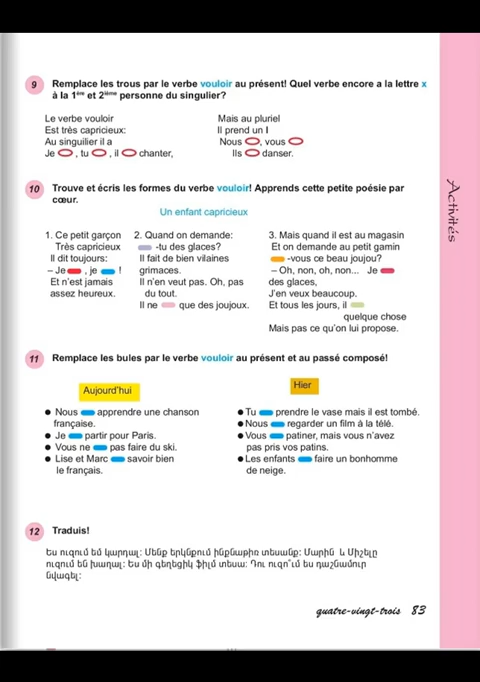 9 Remplace les trous par le verbe vouloir au présent! Quel verbe encore a la lettre x
à la 1ère et 2ième personne du singulier?
Le verbe vouloir
Est très capricieux:
Au singulier il a
Je , tu , il chanter,
Mais au pluriel
Il prend un l
Nous , vous
Ils danser.
10 Trouve et écris les formes du verbe vouloir! Apprends cette petite poésie par
cœur.
Un enfant capricieux
1. Ce petit garçon
Très capricieux
Il dit toujours:
– Je , je !
Et n'est jamais
assez heureux.
2. Quand on demande:
-tu des glaces?
Il fait de bien vilaines
grimaces.
Il n'en veut pas. Oh, pas
du tout.
Il ne que des joujoux.
3. Mais quand il est au magasin
Et on demande au petit gamin
-vous ce beau joujou?
– Oh, non, oh, non... Je
des glaces,
J'en veux beaucoup.
Et tous les jours, il
quelque chose
Mais pas ce qu'on lui propose.
Activités
11 Remplace les bules par le verbe vouloir au présent et au passé composé!
Aujourd'hui
• Nous apprendre une chanson
française.
• Je partir pour Paris.
• Vous ne pas faire du ski.
• Lise et Marc savoir bien
le français.
Hier
• Tu prendre le vase mais il est tombé.
• Nous regarder un film à la télé.
• Vous patiner, mais vous n'avez
pas pris vos patins.
• Les enfants faire un bonhomme
de neige.
12 Traduis!
Ես ուզում եմ կարդալ: Մենք երկնքում ինքնաթիռ տեսանք: Մարին և Միշելը
ուզում են խաղալ: Ես մի գեղեցիկ ֆիլմ տեսա: Դու ուզո՞ւմ ես դաշնամուր
նվագել:
quatre-vingt-trois 83